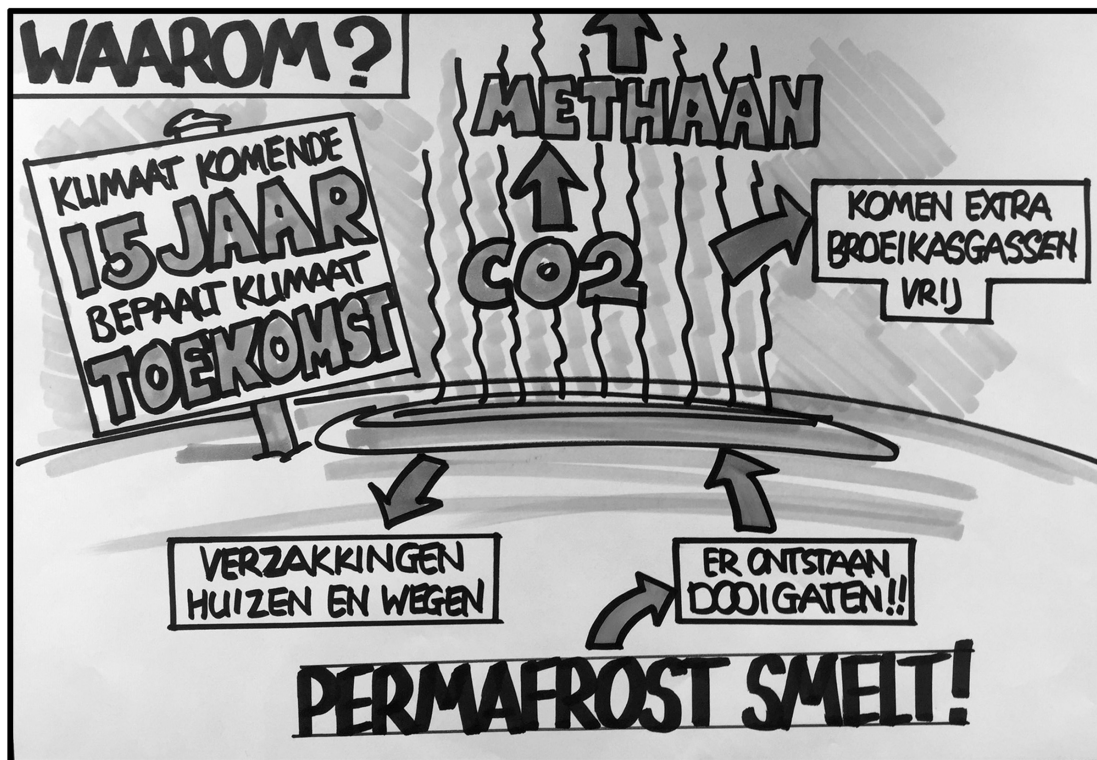 WAAROM?
KLIMAAT KOMENDE
15 JAAR
BEPAALT KLIMAAT
TOEKOMST
METHAAN
CO2
KOMEN EXTRA
BROEIKASGASSEN
VRIJ
VERZAKKINGEN
HUIZEN EN WEGEN
ER ONTSTAAN
DOOIGATEN!!
PERMAFROST SMELT!